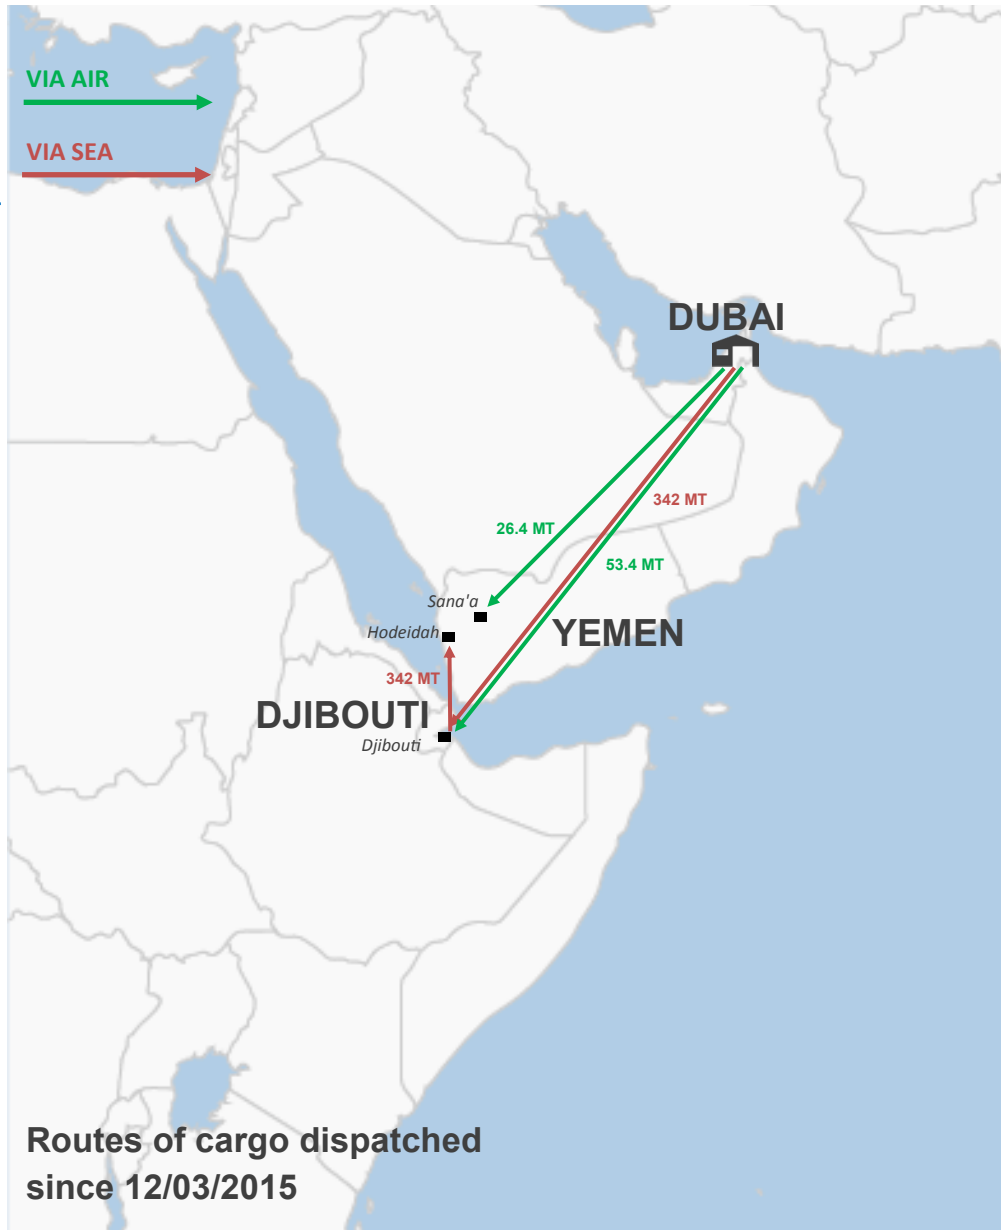 VIA AIR
VIA SEA
DUBAI
342 MT
26.4 MT
53.4 MT
Sana'a
Hodeidah
YEMEN
342 MT
DJIBOUTI
Djibouti
Routes of cargo dispatched
since 12/03/2015